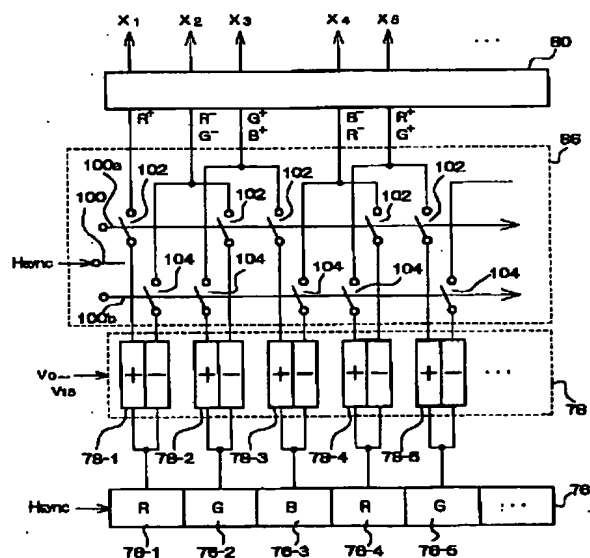 X1 X2 X3 X4 X5 ...
80
R+ R- G+ B- R+
G- B+ R- G+
86
100a 102 102
100 102 102 102
Hsync
104 104 104 104 104
100b
+ - + - + - + - + - ...
V0~
V15
78
78-1 78-2 78-3 78-4 78-5
Hsync R G B R G ... 76
76-1 76-2 76-3 76-4 76-5